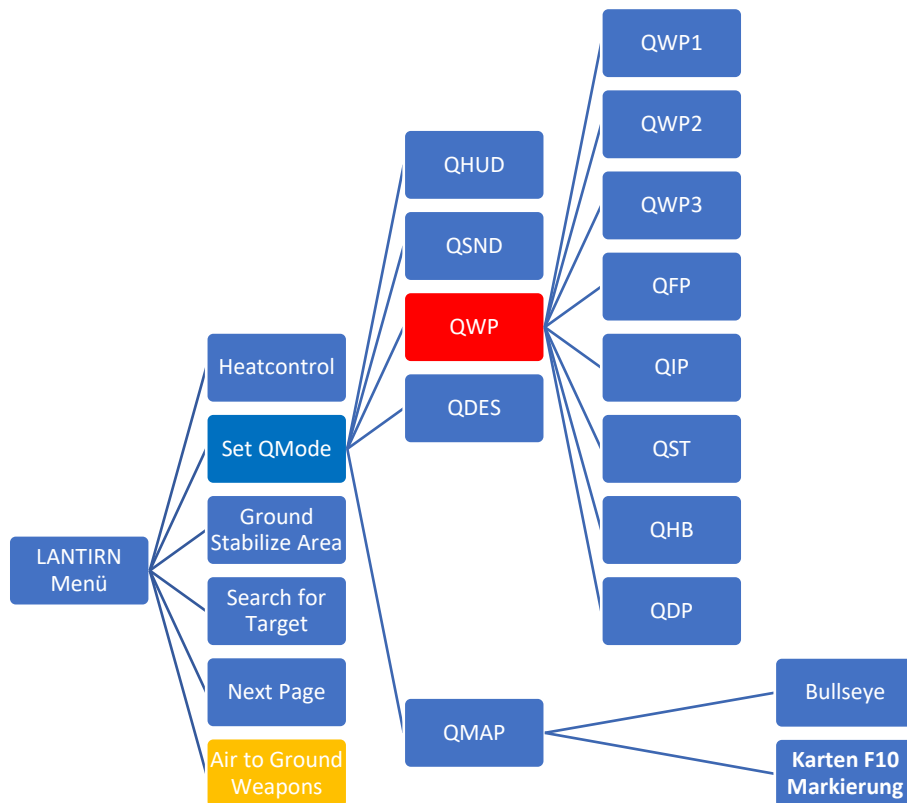 LANTIRN
Menü
Heatcontrol
Set QMode
Ground
Stabilize Area
Search for
Target
Next Page
Air to Ground
Weapons
QHUD
QSND
QWP
QDES
QMAP
QWP1
QWP2
QWP3
QFP
QIP
QST
QHB
QDP
Bullseye
Karten F10
Markierung